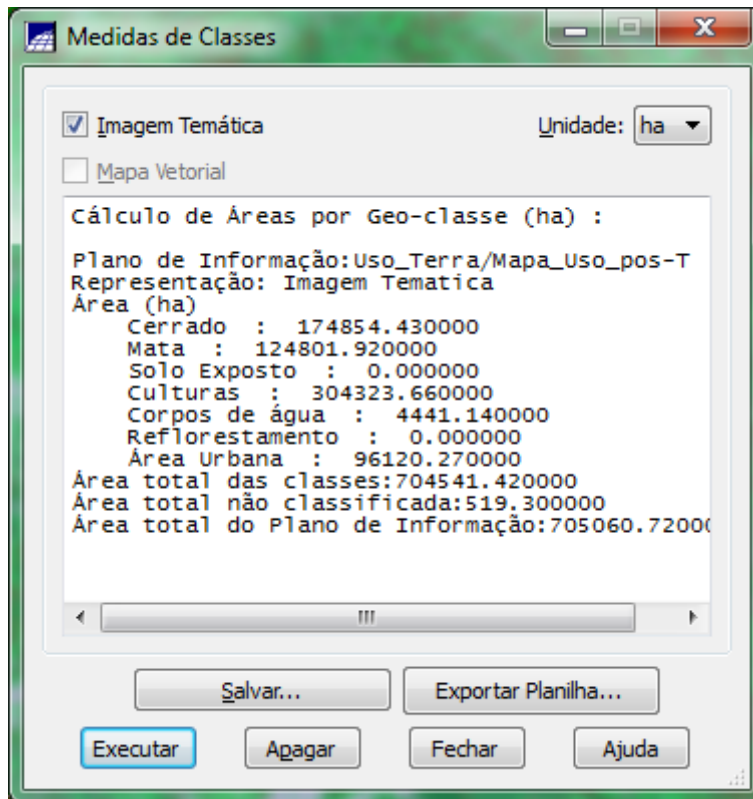 Medidas de Classes
Imagem Temática
Unidade: ha
Mapa Vetorial
Cálculo de Áreas por Geo-classe (ha) :
Plano de Informação:Uso_Terra/Mapa_Uso_pos-T
Representação: Imagem Tematica
Área (ha)
Cerrado : 174854.430000
Mata : 124801.920000
Solo Exposto : 0.000000
Culturas : 304323.660000
Corpos de água : 4441.140000
Reflorestamento : 0.000000
Área Urbana : 96120.270000
Área total das classes:704541.420000
Área total não classificada:519.300000
Área total do Plano de Informação:705060.72000
Salvar...
Exportar Planilha...
Executar
Apagar
Fechar
Ajuda